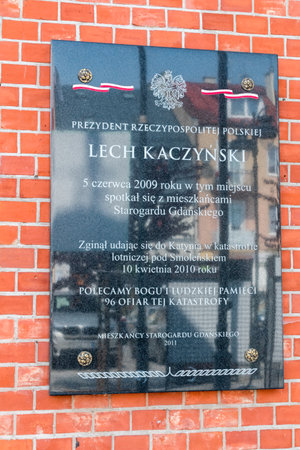 PREZYDENT RZECZYPOSPOLITEJ POLSKIEJ
LECH KACZYŃSKI
5 czerwca 2009 roku w tym miejscu
spotkał się z mieszkańcami
Starogardu Gdańskiego
Zginął udając się do Katynia w katastrofie
lotniczej pod Smoleńskiem
10 kwietnia 2010 roku
POLECAMY BOGU I LUDZKIEJ PAMIĘCI
96 OFIAR TEJ KATASTROFY
MIESZKAŃCY STAROGARDU GDAŃSKIEGO
2011